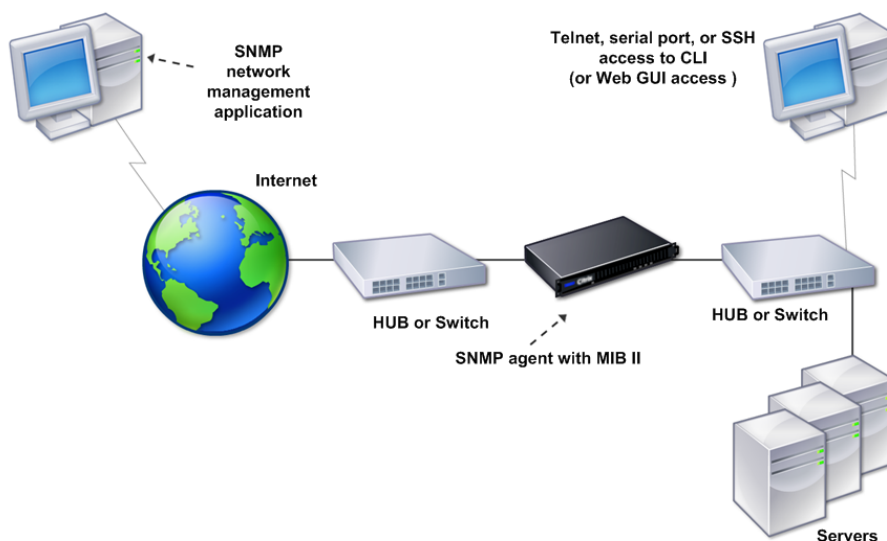 SNMP
network
management
application
Telnet, serial port, or SSH
access to CLI
(or Web GUI access )
Internet
HUB or Switch
HUB or Switch
SNMP agent with MIB II
Citrix
Servers